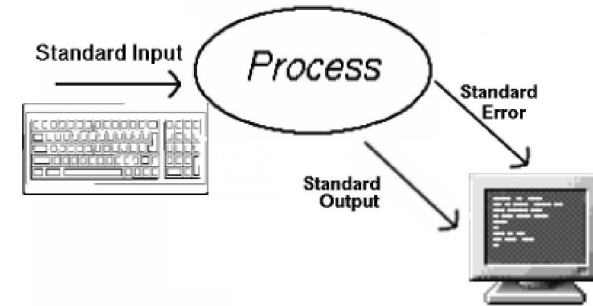 Standard Input
Process
Standard
Error
Standard
Output